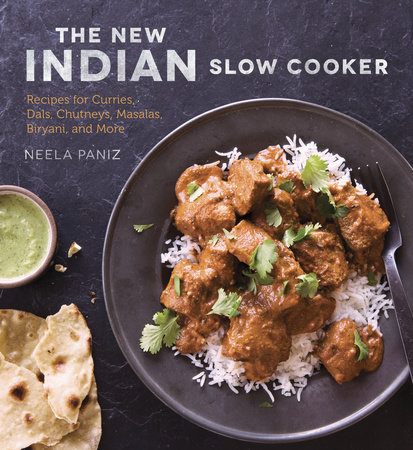 THE NEW
INDIAN SLOW COOKER
Recipes for Curries,
Dals, Chutneys, Masalas,
Biryani, and More
NEELA PANIZ